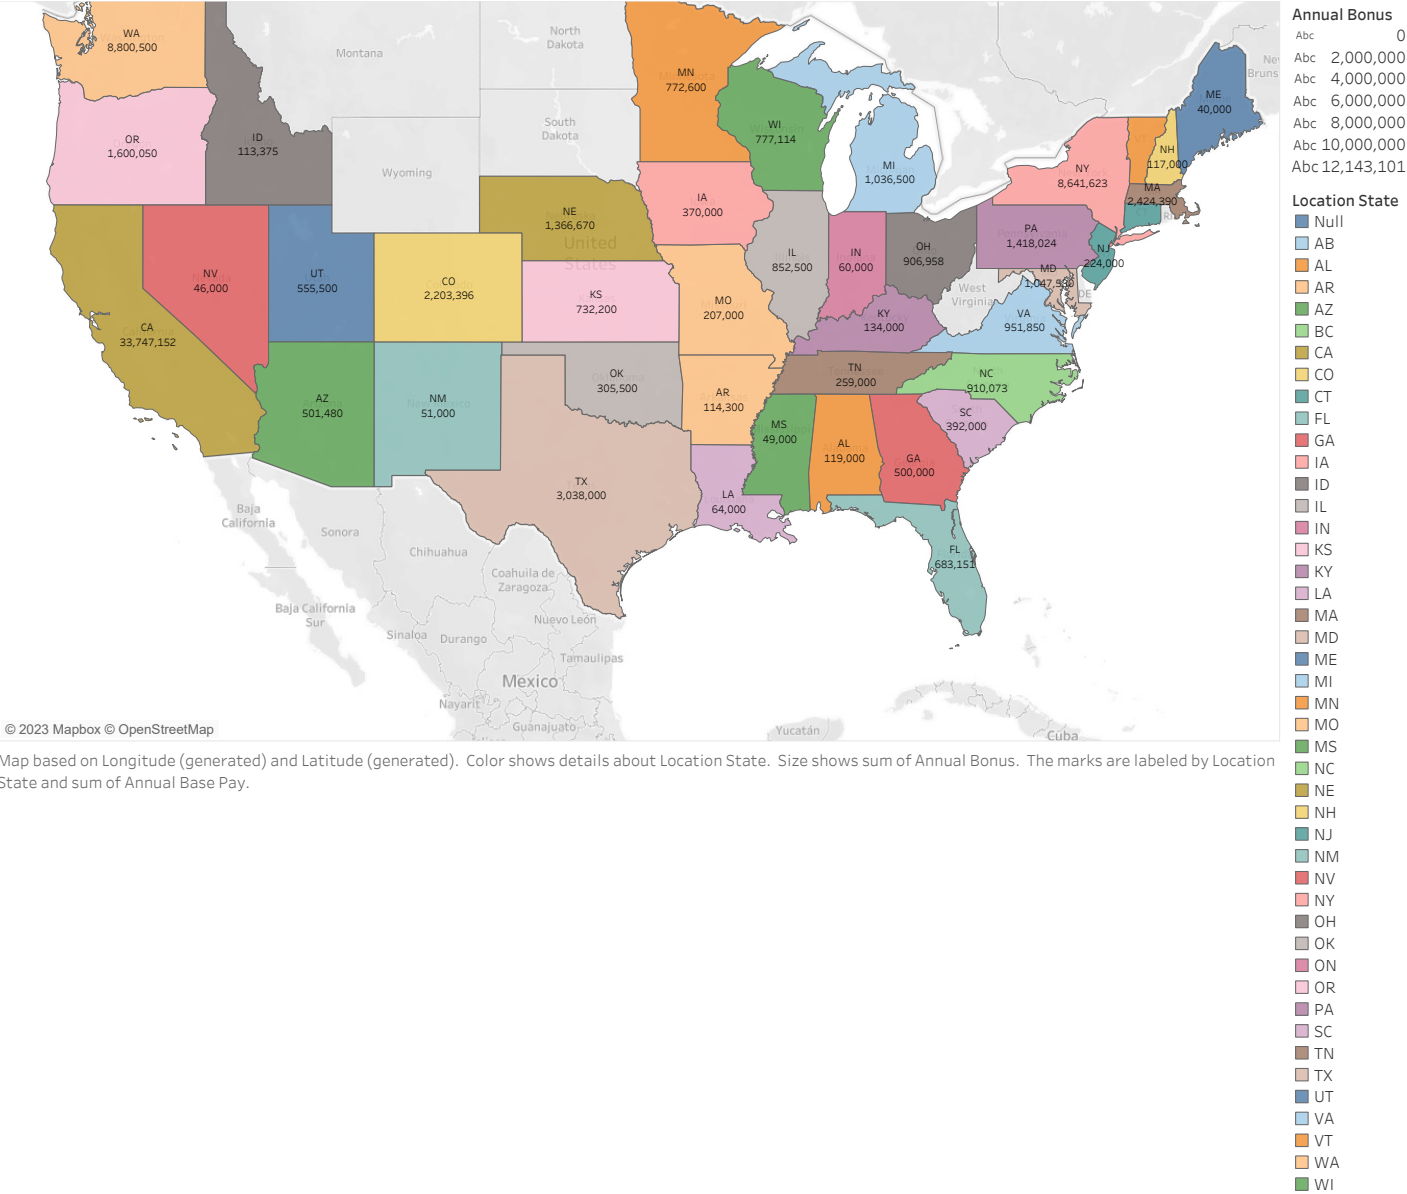 WA
8,800,500
Montana
North
Dakota
MN
772,600
OR
1,600,050
ID
113,375
South
Dakota
WI
777,114
MI
1,036,500
ME
40,000
New
Bruns
NH
117,000
Wyoming
NY
8,641,623
MA
2,424,390
IA
370,000
NE
1,366,670
United
States
IL
852,500
IN
60,000
OH
906,958
PA
1,418,024
NJ
224,000
NV
46,000
UT
555,500
CO
2,203,396
KS
732,200
MO
207,000
West
Virginia
MD
DE
VA
951,850
KY
134,000
CA
33,747,152
AZ
501,480
NM
51,000
OK
305,500
AR
114,300
TN
259,000
NC
910,073
SC
392,000
MS
49,000
AL
119,000
GA
500,000
TX
3,038,000
LA
64,000
FL
683,151
Baja
California
Sonora
Chihuahua
Coahuila de
Zaragoza
Baja California
Sur
Nuevo León
Sinaloa
Durango
Tamaulipas
Mexico
Nayarit
Guanajuato
Yucatán
Cuba
© 2023 Mapbox © OpenStreetMap
Map based on Longitude (generated) and Latitude (generated). Color shows details about Location State. Size shows sum of Annual Bonus. The marks are labeled by Location
State and sum of Annual Base Pay.
Annual Bonus
Abc 0
Abc 2,000,000
Abc 4,000,000
Abc 6,000,000
Abc 8,000,000
Abc 10,000,000
Abc 12,143,101
Location State
Null
AB
AL
AR
AZ
BC
CA
CO
CT
FL
GA
IA
ID
IL
IN
KS
KY
LA
MA
MD
ME
MI
MN
MO
MS
NC
NE
NH
NJ
NM
NV
NY
OH
OK
ON
OR
PA
SC
TN
TX
UT
VA
VT
WA
WI